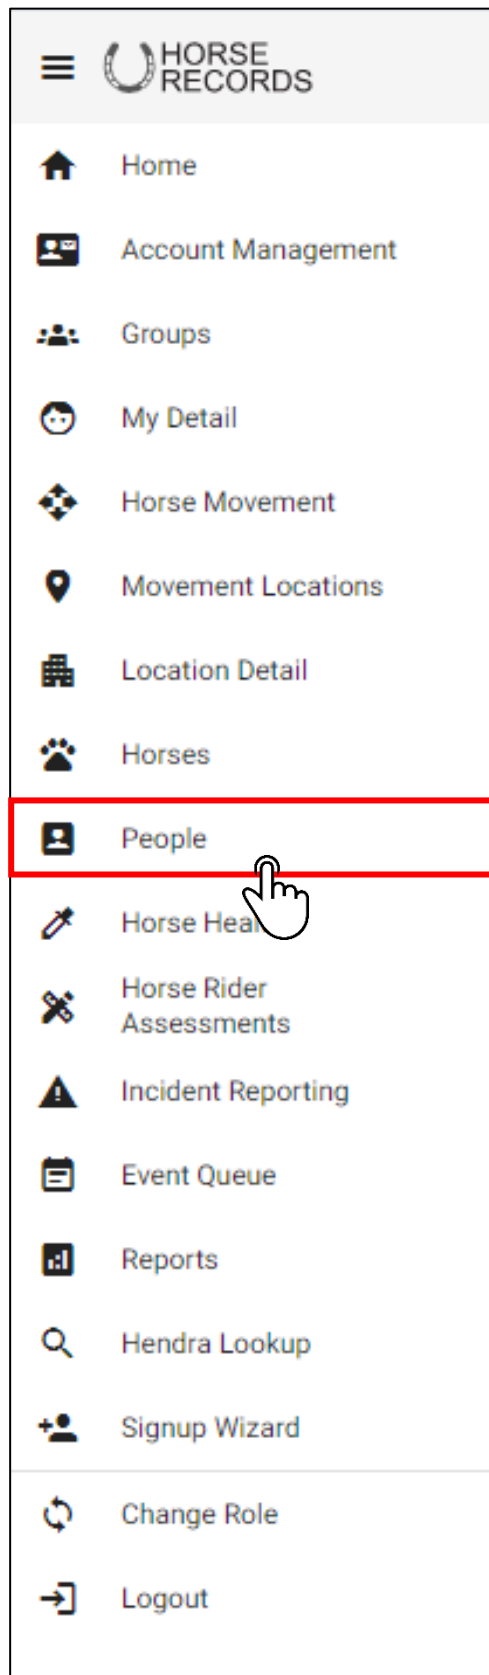 HORSE
RECORDS
Home
Account Management
Groups
My Detail
Horse Movement
Movement Locations
Location Detail
Horses
People
Horse
Horse Rider
Assessments
Incident Reporting
Event Queue
Reports
Hendra Lookup
Signup Wizard
Change Role
Logout